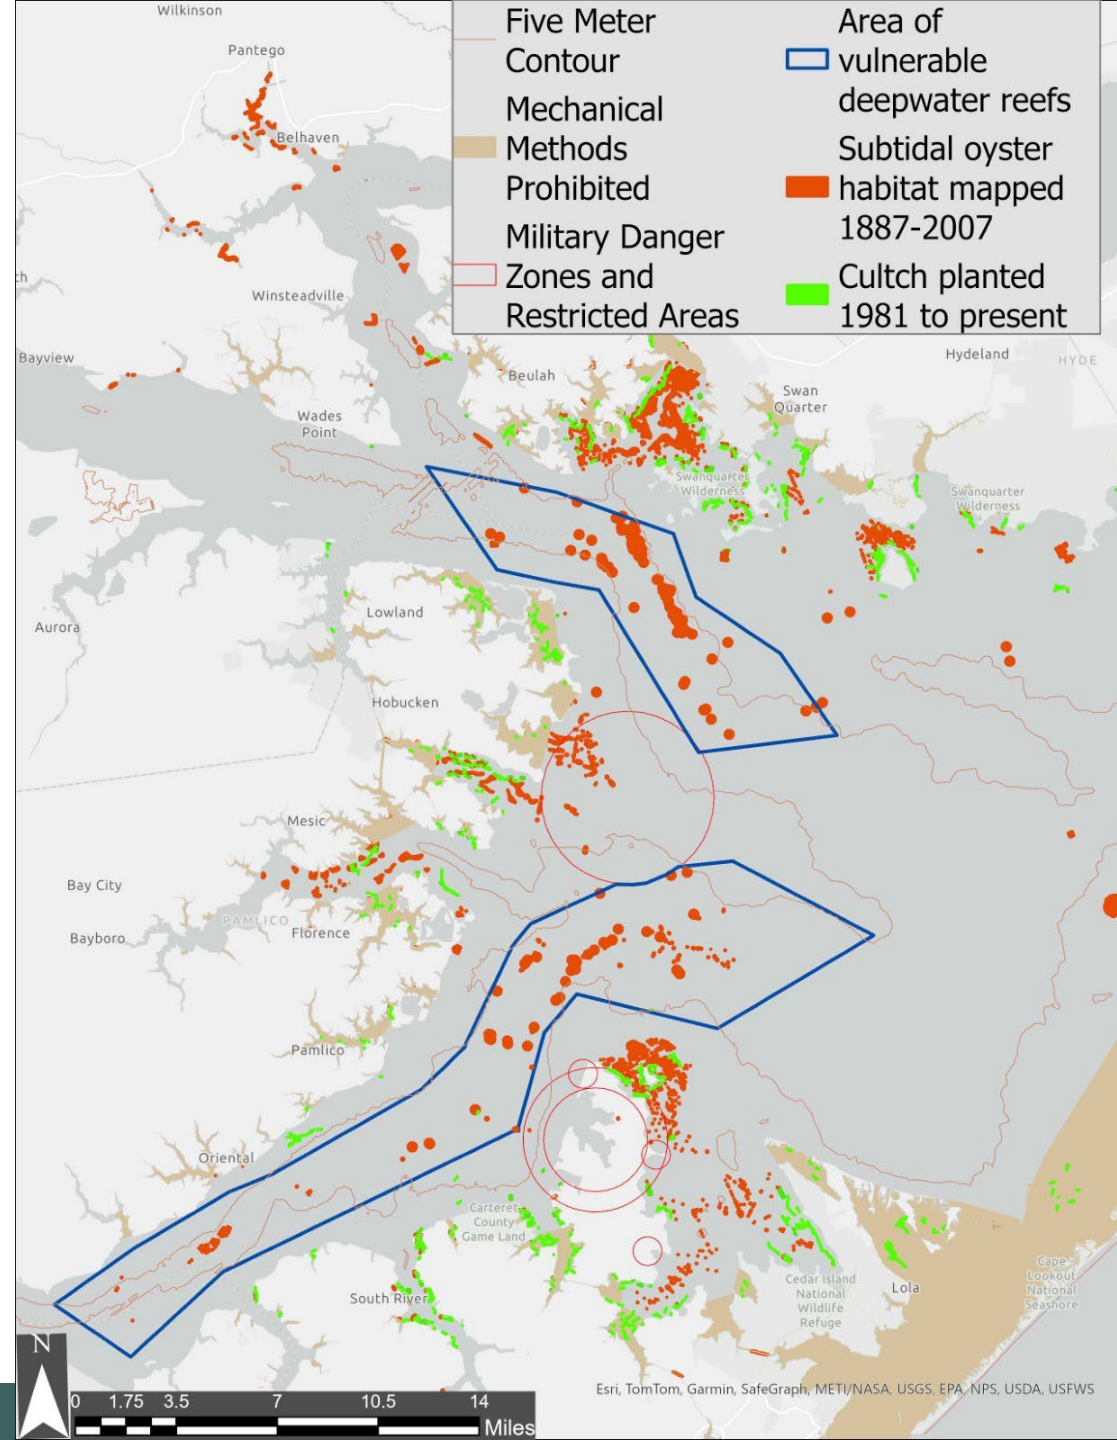 Five Meter
Contour
Mechanical
Methods
Prohibited
Military Danger
Zones and
Restricted Areas
Area of
vulnerable
deepwater reefs
Subtidal oyster
habitat mapped
1887-2007
Cultch planted
1981 to present
Wilkinson
Pantego
Belhaven
Winsteadville
Bayview
Beulah
Hydeland
HYDE
Swan
Quarter
Wades
Point
Swanquarter
Wilderness
Swanquarter
Wilderness
Lowland
Aurora
Hobucken
Mesic
Bay City
PAMLICO
Bayboro
Florence
Pamlico
Oriental
Carteret
County
Game Land
South River
Cedar Island
National
Wildlife
Refuge
Lola
Cape
Lookout
National
Seashore
Esri, TomTom, Garmin, SafeGraph, METI/NASA, USGS, EPA, NPS, USDA, USFWS
N
0 1.75 3.5 7 10.5 14
Miles